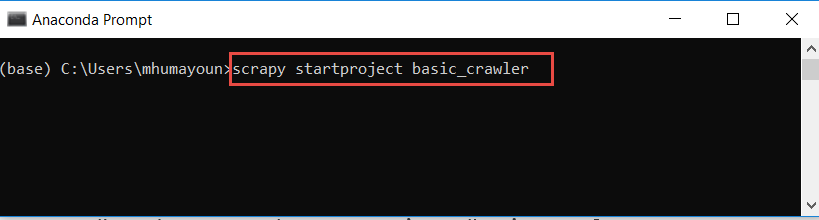 Anaconda Prompt
(base) C:\Users\mhumayoun>scrapy startproject basic_crawler